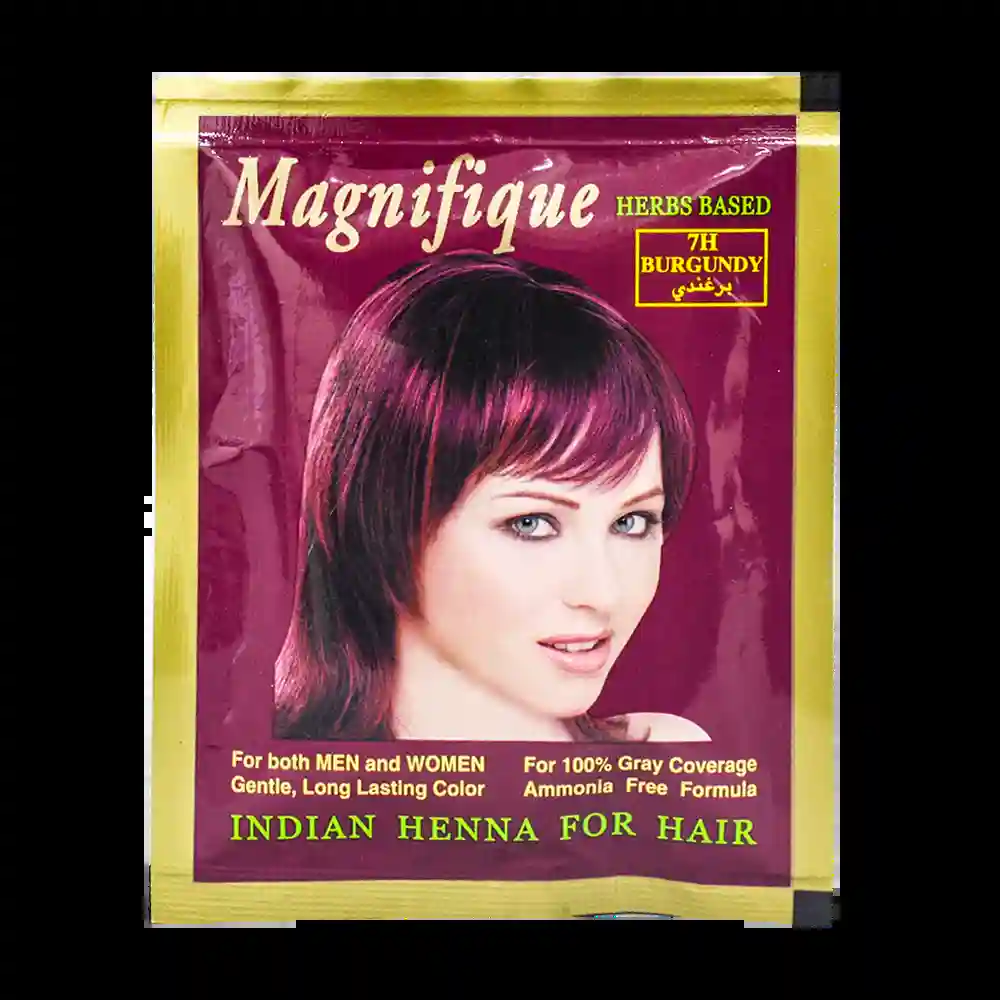 Magnifique
HERBS BASED
7H
BURGUNDY
برغندي
For both MEN and WOMEN
Gentle, Long Lasting Color
For 100% Gray Coverage
Ammonia Free Formula
INDIAN HENNA FOR HAIR